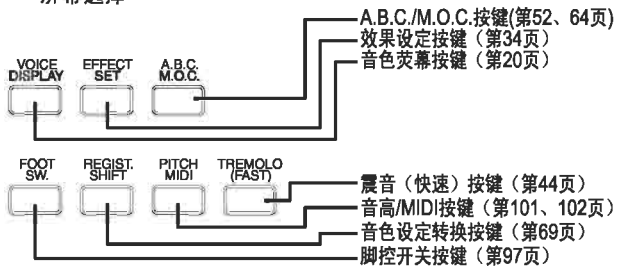 A.B.C./M.O.C.按键(第52、64页)
效果设定按键（第34页）
音色荧幕按键（第20页）
VOICE DISPLAY
EFFECT SET
A.B.C. M.O.C.
FOOT SW.
REGIST. SHIFT
PITCH MIDI
TREMOLO (FAST)
震音（快速）按键（第44页）
音高/MIDI按键（第101、102页）
音色设定转换按键（第69页）
脚控开关按键（第97页）